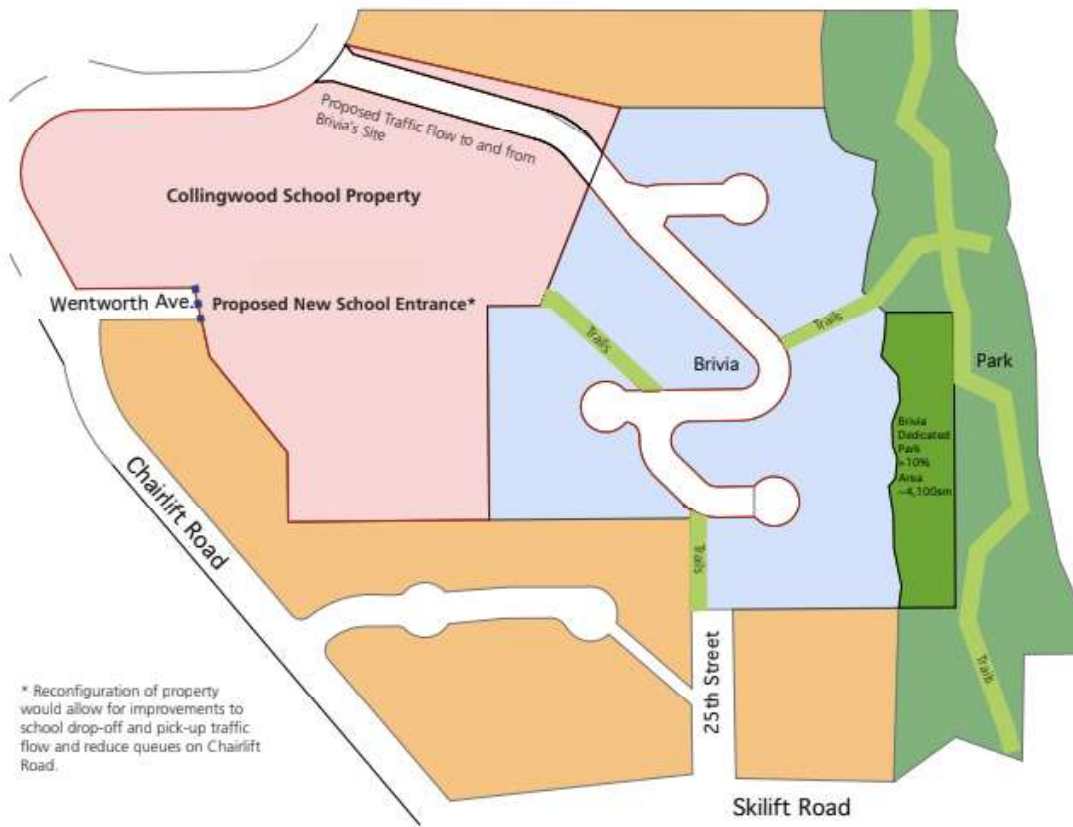 Proposed Traffic Flow to and from
Brivia's Site
Collingwood School Property
Wentworth Ave.
Proposed New School Entrance*
Trails
Trails
Brivia
Park
Brivia
Dedicated
Park
=10%
Area
~4,100sm
Chairlift Road
Trails
Trails
25th Street
* Reconfiguration of property
would allow for improvements to
school drop-off and pick-up traffic
flow and reduce queues on Chairlift
Road.
Skilift Road